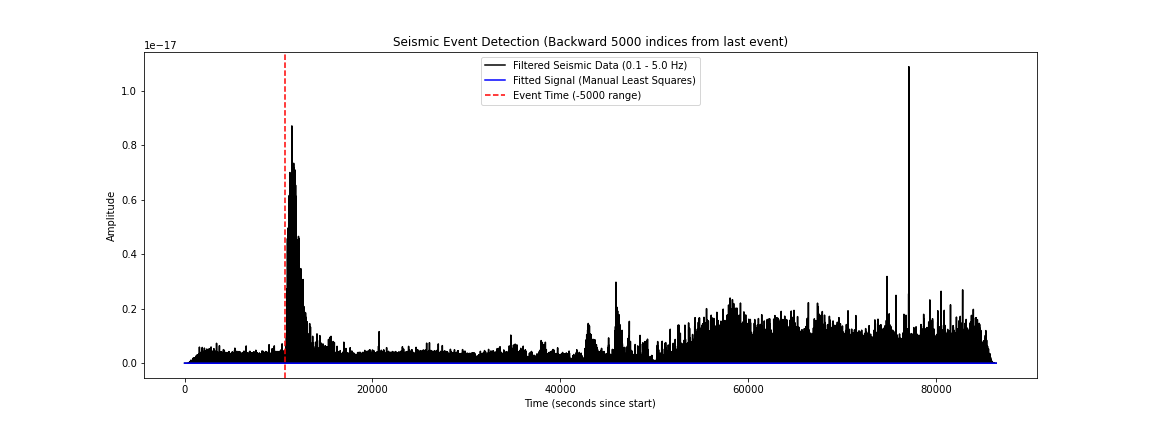 Seismic Event Detection (Backward 5000 indices from last event)
1e−17
Filtered Seismic Data (0.1 - 5.0 Hz)
Fitted Signal (Manual Least Squares)
Event Time (-5000 range)
1.0
0.8
0.6
0.4
0.2
0.0
Amplitude
0 20000 40000 60000 80000
Time (seconds since start)